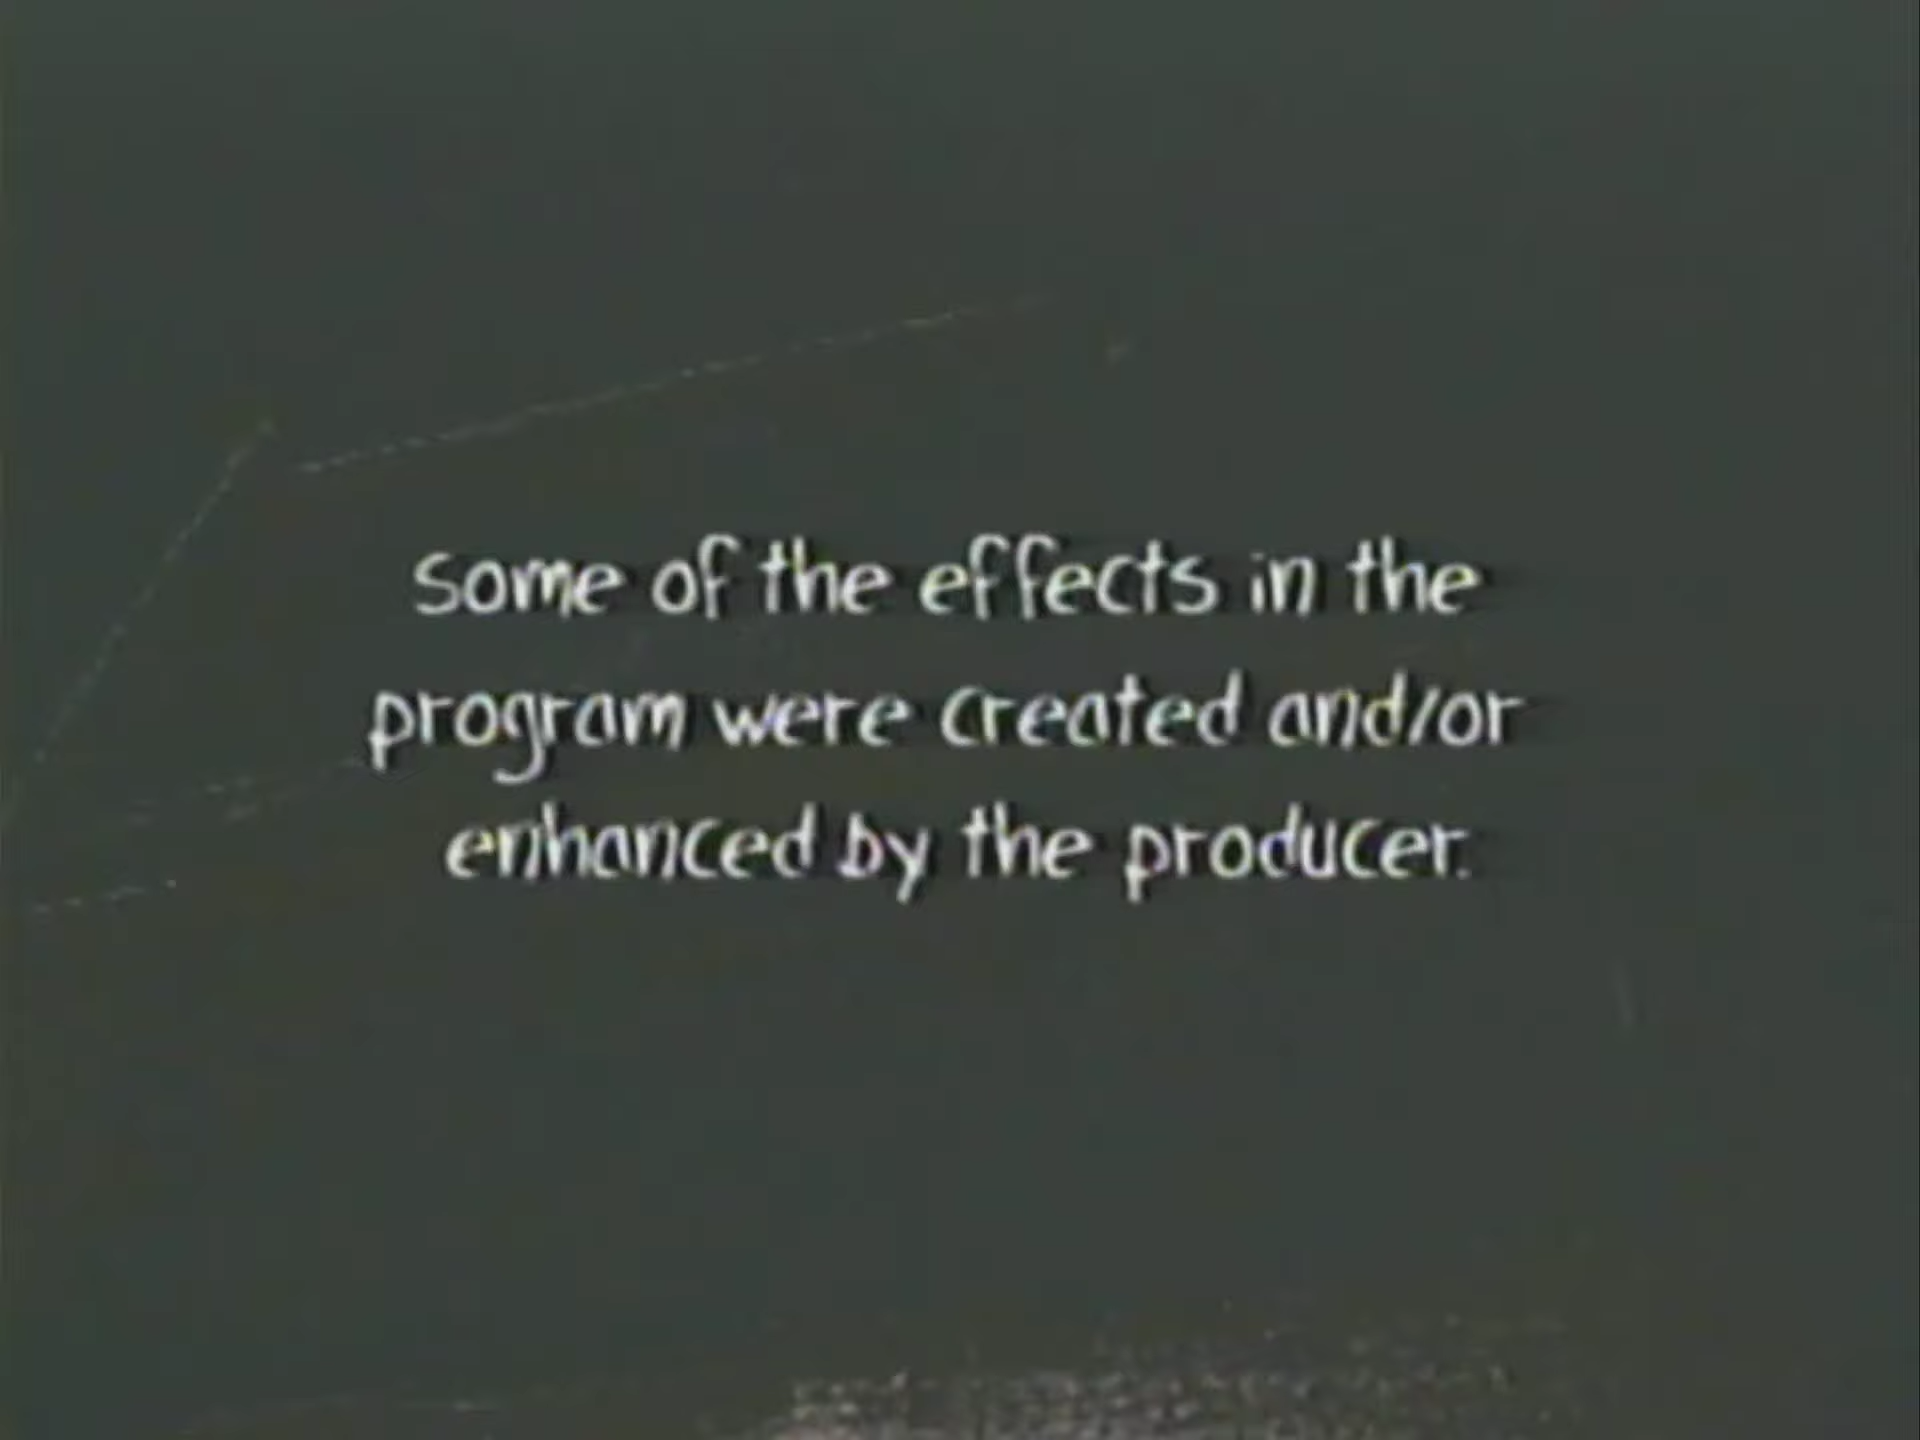 some of the effects in the
program were created and/or
enhanced by the producer.